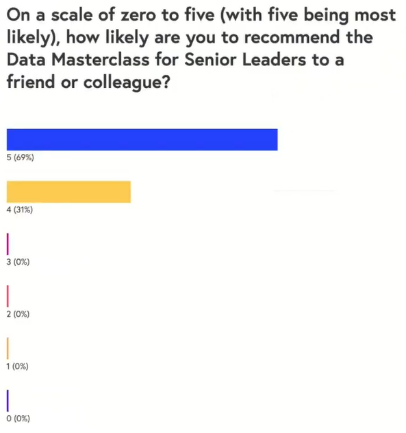 On a scale of zero to five (with five being most
likely), how likely are you to recommend the
Data Masterclass for Senior Leaders to a
friend or colleague?
5 (69%)
4 (31%)
3 (0%)
2 (0%)
1 (0%)
0 (0%)